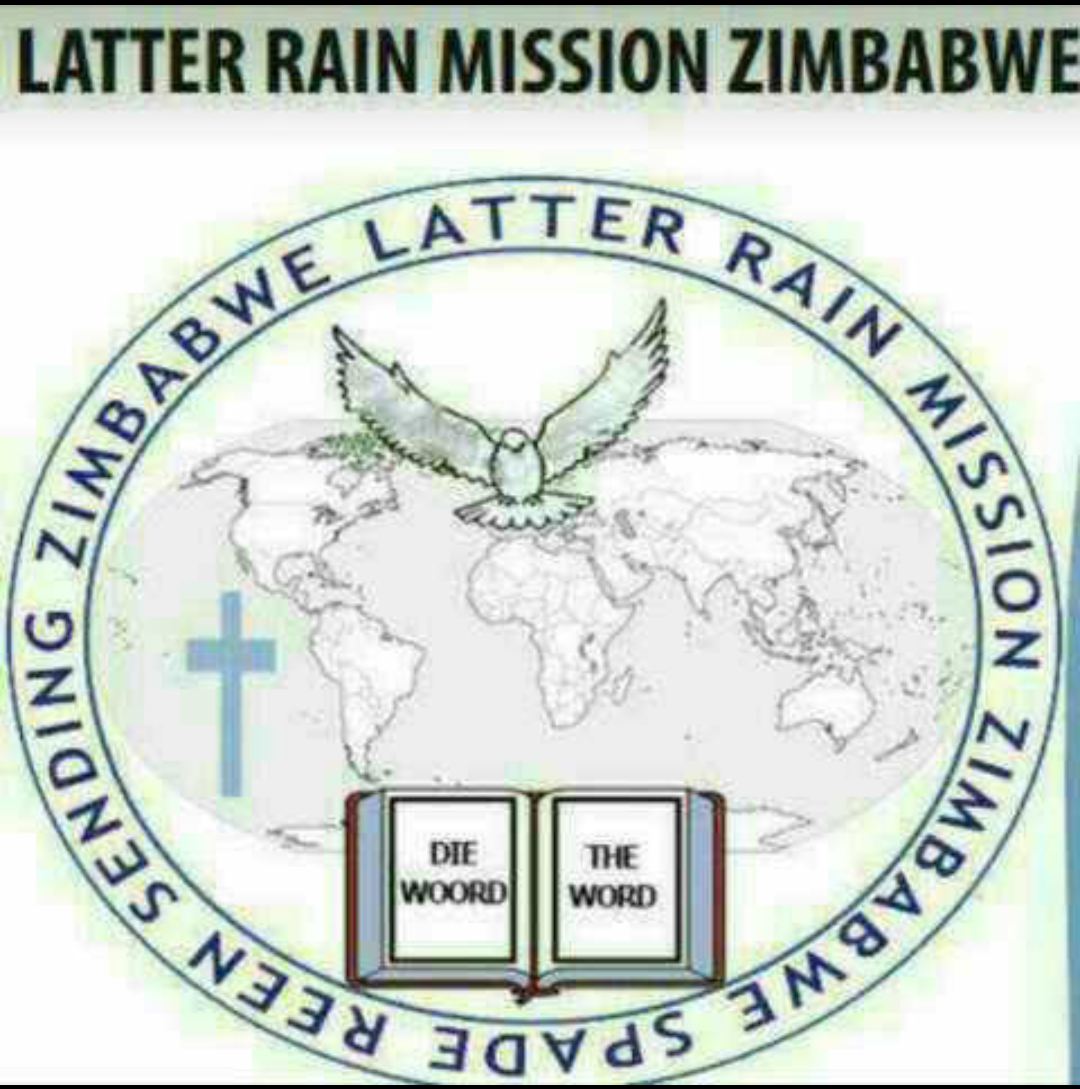 LATTER RAIN MISSION ZIMBABWE
LATTER RAIN MISSION ZIMBABWE SPADE REEN SENDING ZIMBABWE
DIE
WOORD
THE
WORD